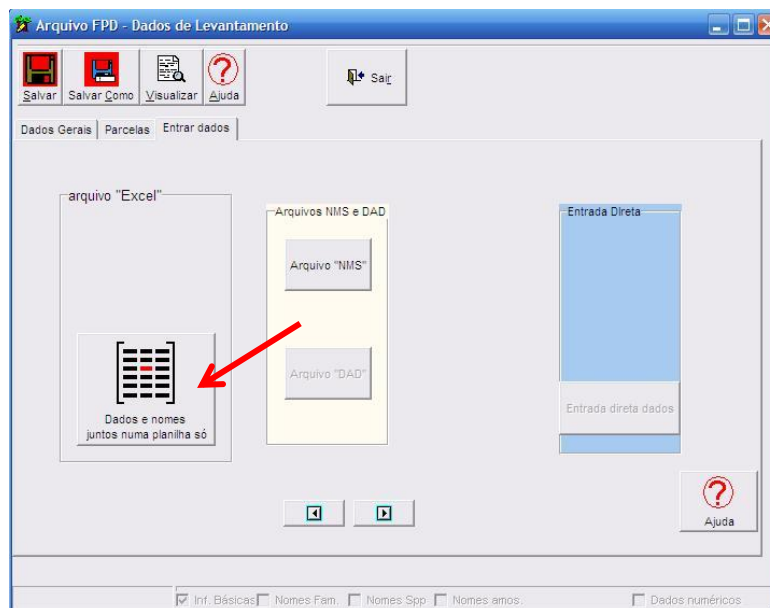 Arquivo FPD - Dados de Levantamento
Salvar
Salvar Como
Visualizar
Ajuda
Sair
Dados Gerais
Parcelas
Entrar dados
arquivo "Excel"
Dados e nomes
juntos numa planilha só
Arquivos NMS e DAD
Arquivo "NMS"
Arquivo "DAD"
Entrada Direta
Entrada direta dados
Ajuda
Inf. Básicas
Nomes Fam.
Nomes Spp
Nomes amos.
Dados numéricos